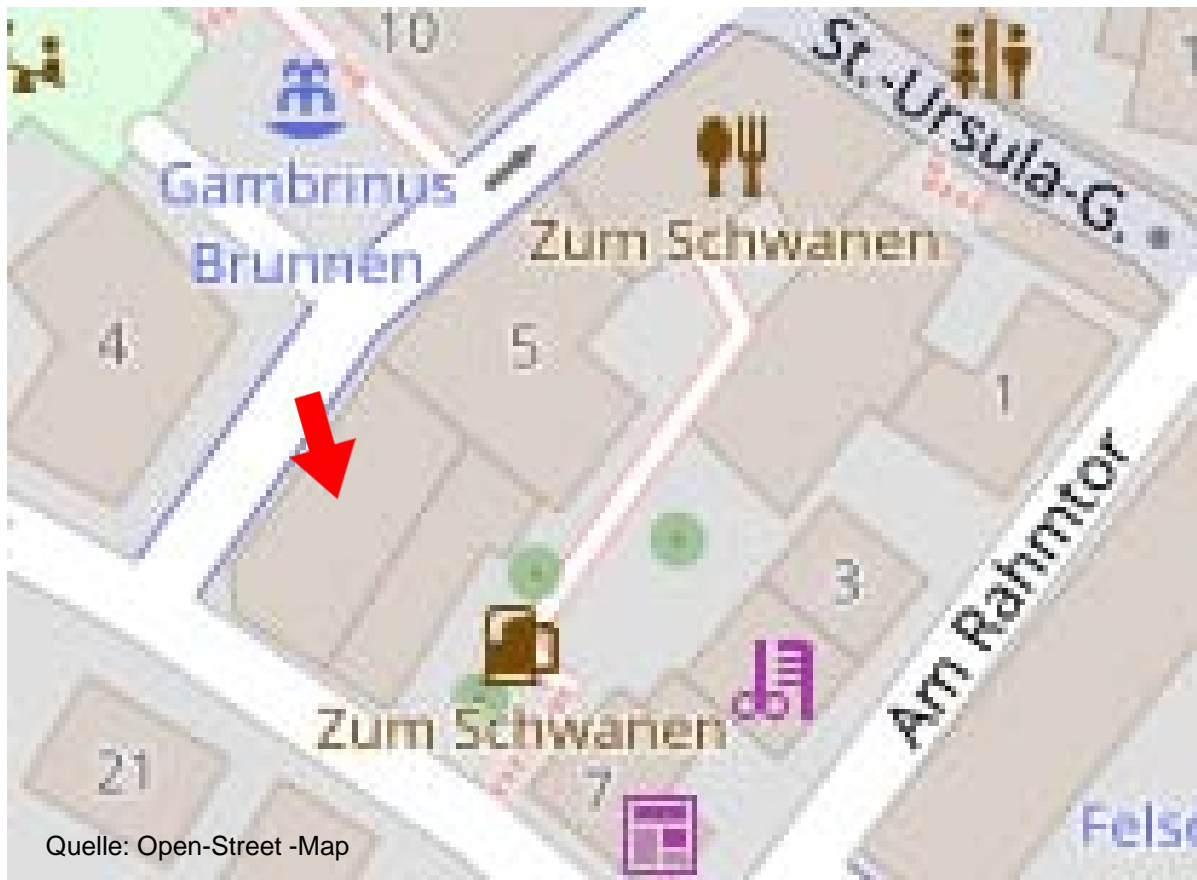 10
St.-Ursula-G.
Gambrinus
Brunnen
Zum Schwanen
4
5
1
3
Am Rahmtor
Zum Schwanen
21
7
Quelle: Open-Street -Map